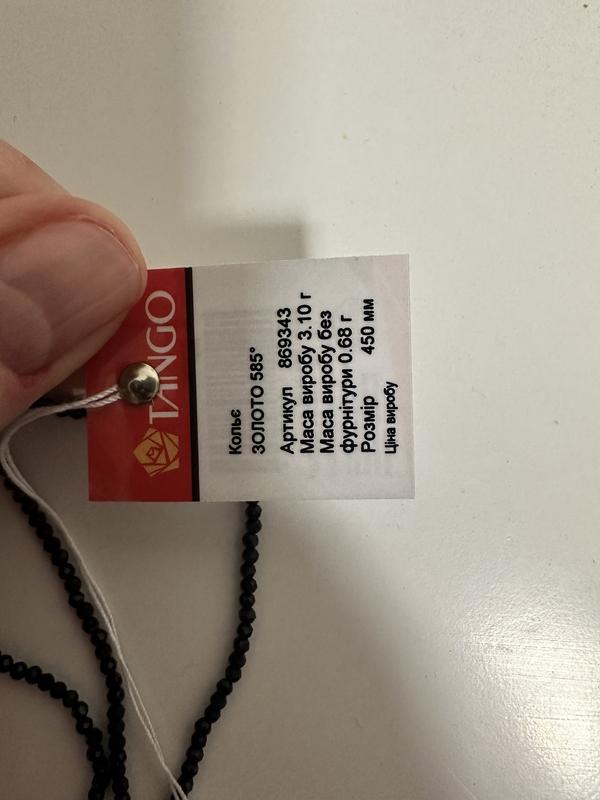 TANGO
Кольє
ЗОЛОТО 585°
Артикул 869343
Маса виробу 3.10 г
Маса виробу без
фурнітури 0.68 г
Розмір 450 мм
Ціна виробу